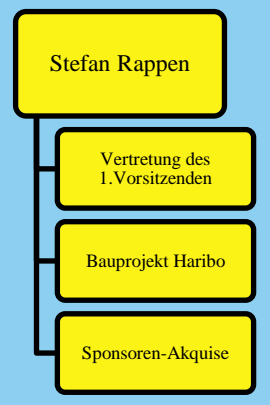 Stefan Rappen
Vertretung des
1.Vorsitzenden
Bauprojekt Haribo
Sponsoren-Akquise